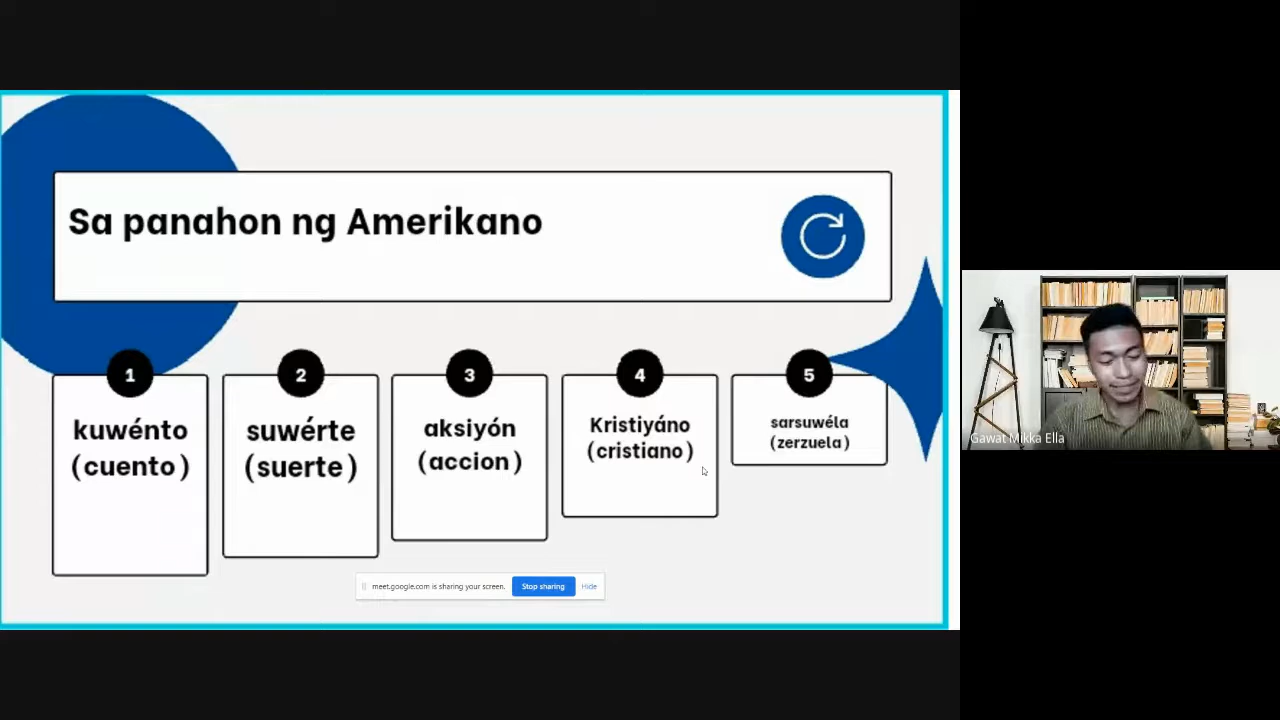 Sa panahon ng Amerikano
1
kuwénto
(cuento)
2
suwérte
(suerte)
3
aksiyón
(accion)
4
Kristiyáno
(cristiano)
5
sarsuwéla
(zerzuela)
meet.google.com is sharing your screen. Stop sharing Hide
Gawat Mikka Ella